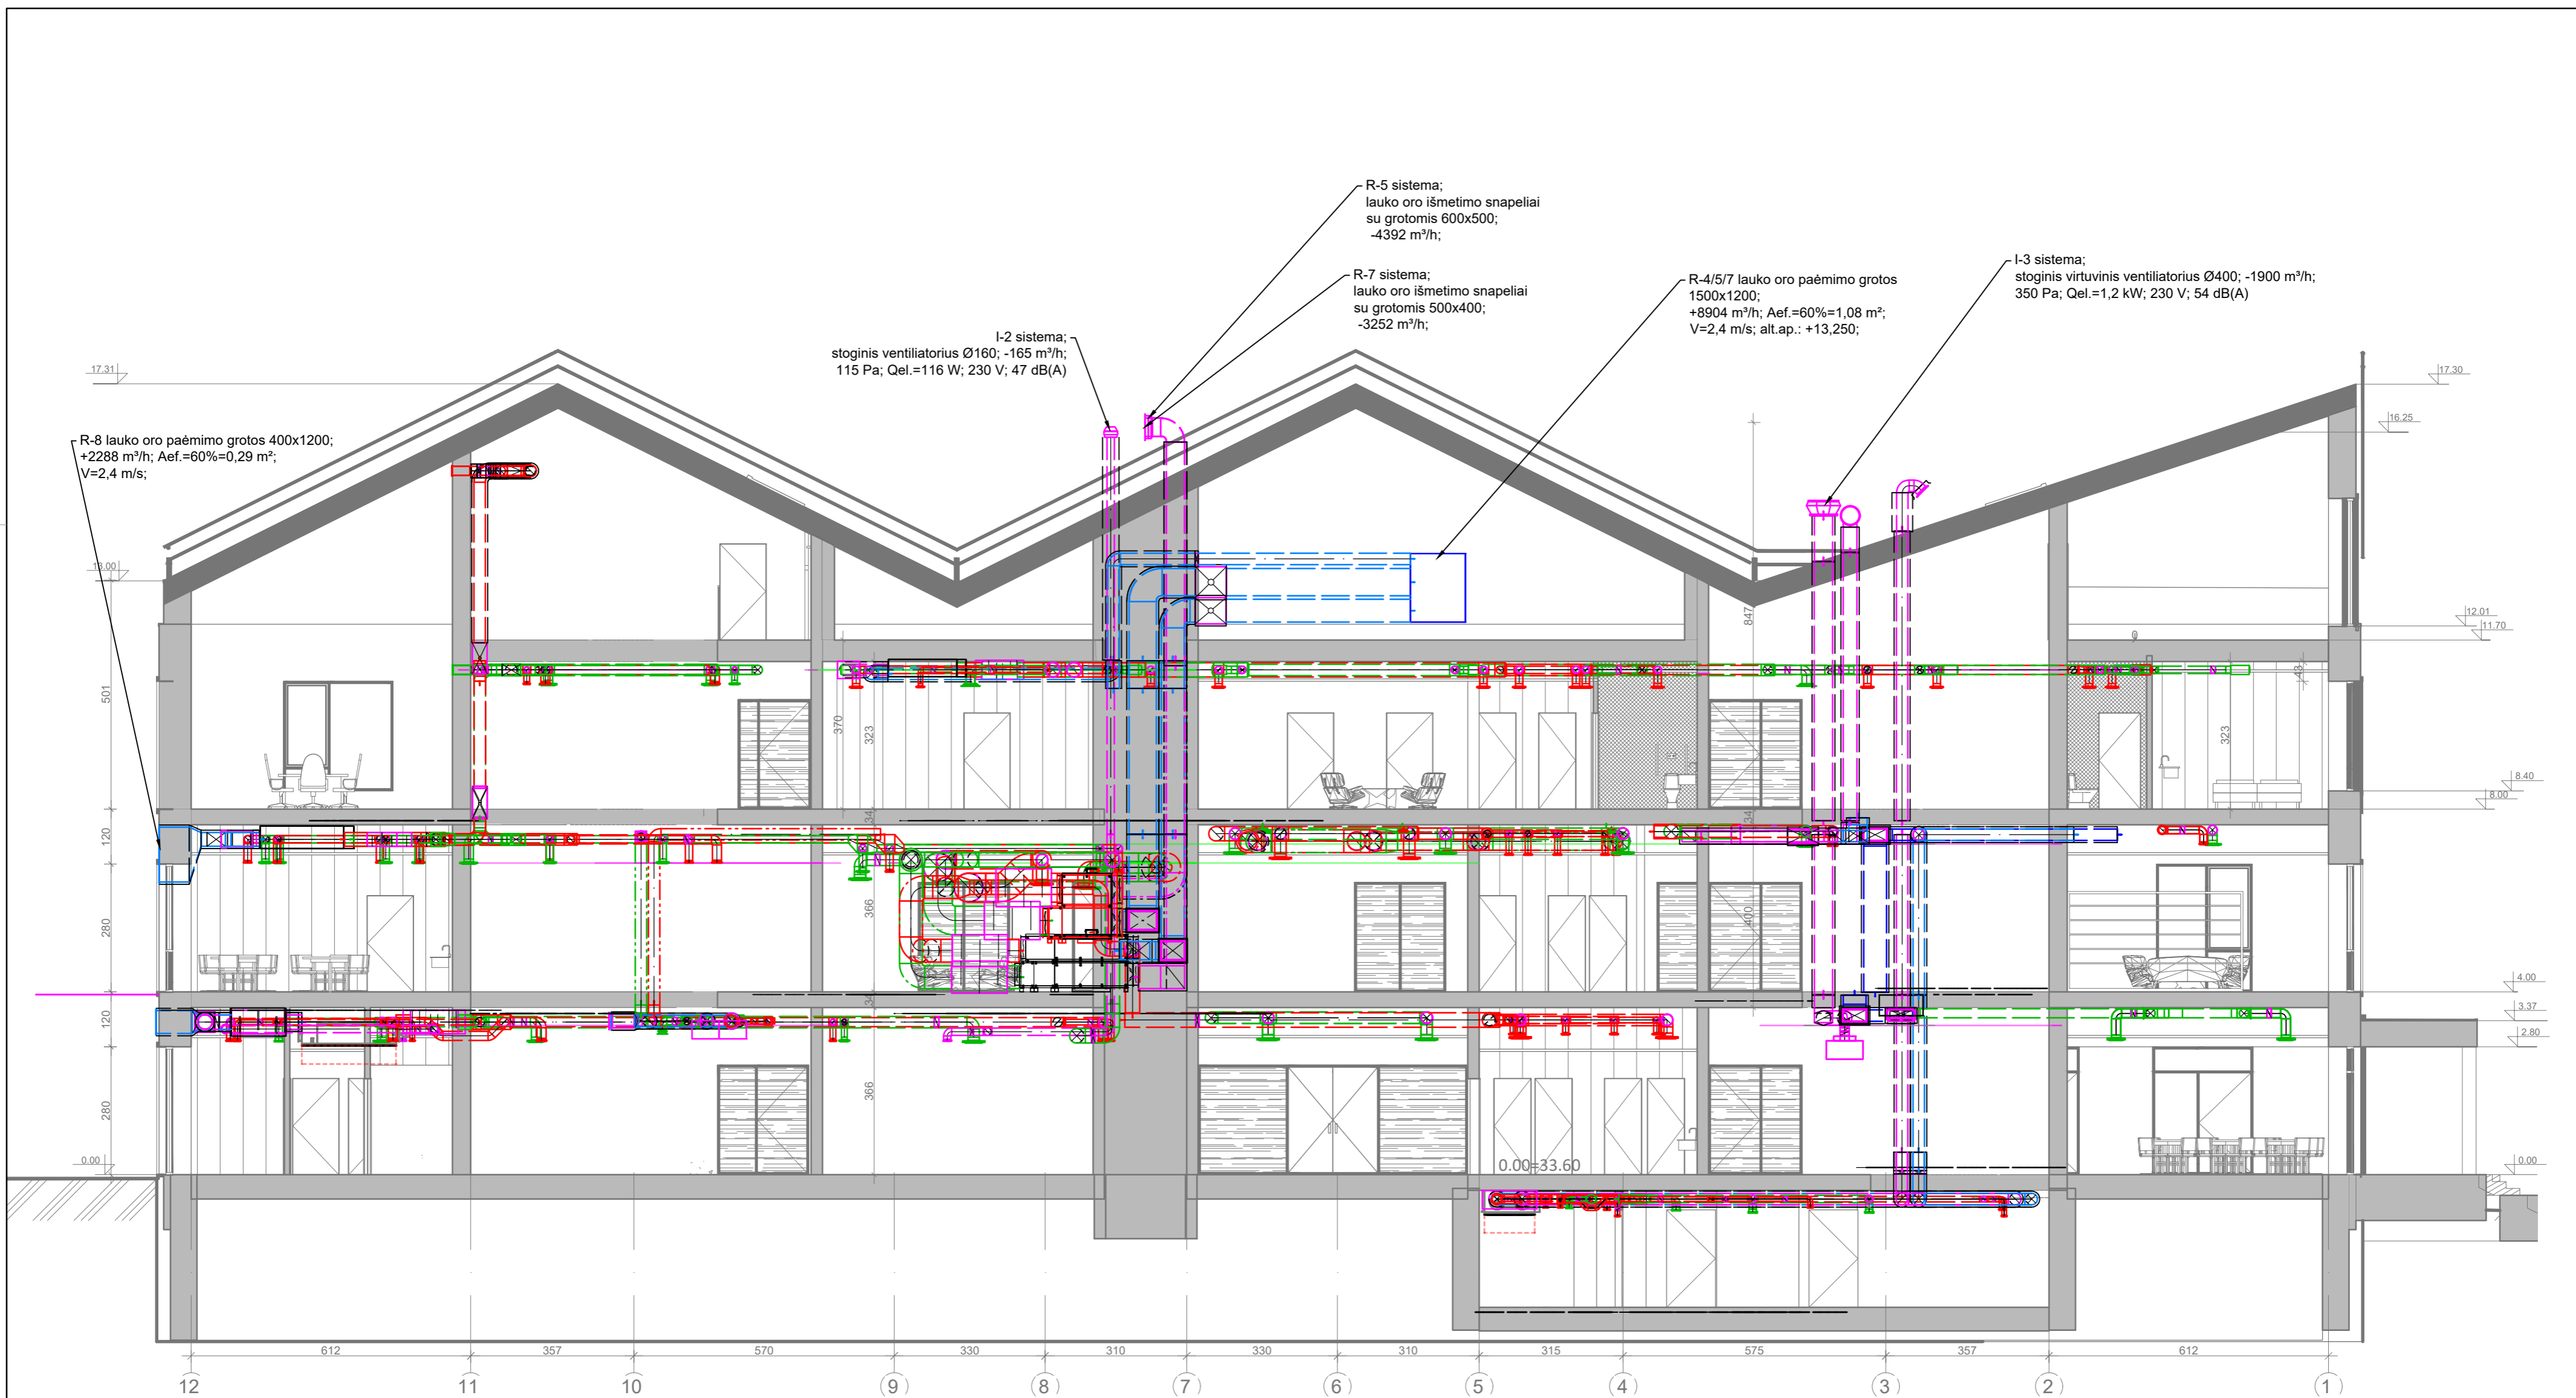 R-5 sistema;
lauko oro išmetimo snapeliai
su grotomis 600x500;
-4392 m³/h;
R-7 sistema;
lauko oro išmetimo snapeliai
su grotomis 500x400;
-3252 m³/h;
R-4/5/7 lauko oro paėmimo grotos
1500x1200;
+8904 m³/h; Aef.=60%=1,08 m²;
V=2,4 m/s; alt.ap.: +13,250;
I-3 sistema;
stoginis virtuvinis ventiliatorius Ø400; -1900 m³/h;
350 Pa; Qel.=1,2 kW; 230 V; 54 dB(A)
I-2 sistema;
stoginis ventiliatorius Ø160; -165 m³/h;
115 Pa; Qel.=116 W; 230 V; 47 dB(A)
R-8 lauko oro paėmimo grotos 400x1200;
+2288 m³/h; Aef.=60%=0,29 m²;
V=2,4 m/s;
17.31
17.30
16.25
13.00
12.01
11.70
847
501
370
323
323
43
8.40
8.00
34
34
120
280
366
400
4.00
3.37
2.80
34
120
280
366
0.00
0.00
0.00=33.60
612
357
570
330
310
330
310
315
575
357
612
12
11
10
9
8
7
6
5
4
3
2
1